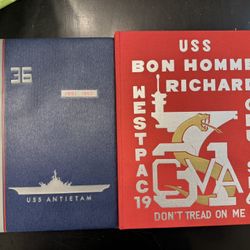 36
USS ANTIETAM
USS
BON HOMME
RICHARD
WESTPAC
19
DON'T TREAD ON ME